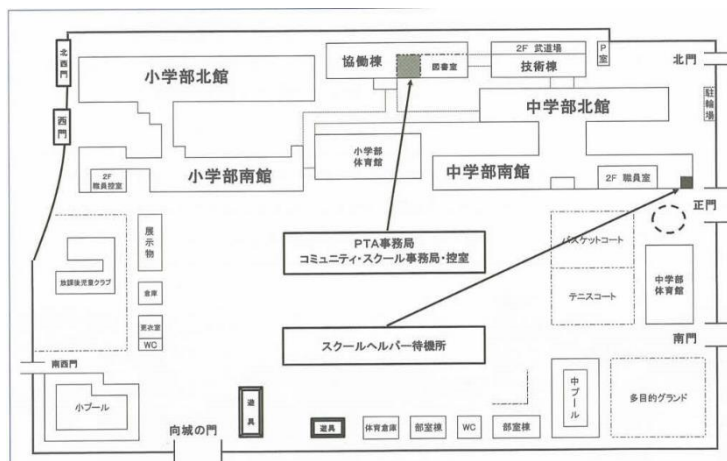 北西門
西門
小学部北館
協働棟
図書室
2F 武道場
技術棟
P室
北門
駐輪場
中学部北館
小学部
体育館
小学部南館
中学部南館
2F
職員控室
2F 職員室
正門
展示物
PTA事務局
コミュニティ・スクール事務局・控室
バスケットコート
放課後児童クラブ
倉庫
テニスコート
中学部
体育館
更衣室
WC
スクールヘルパー待機所
南門
南西門
小プール
向城の門
遊具
遊具
体育倉庫
部室棟
WC
部室棟
中プール
多目的グランド